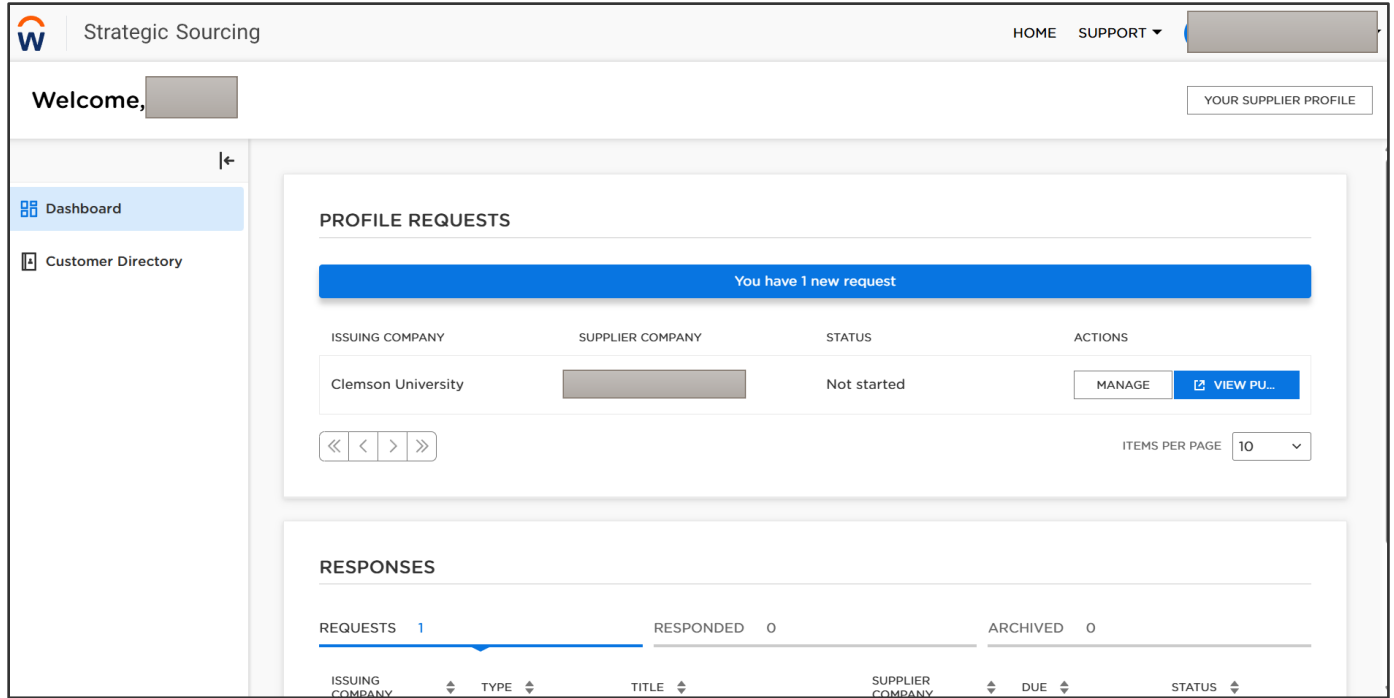 Strategic Sourcing HOME SUPPORT
Welcome, YOUR SUPPLIER PROFILE
Dashboard
Customer Directory
PROFILE REQUESTS
You have 1 new request
ISSUING COMPANY SUPPLIER COMPANY STATUS ACTIONS
Clemson University Not started MANAGE VIEW PU...
ITEMS PER PAGE 10
RESPONSES
REQUESTS 1 RESPONDED 0 ARCHIVED 0
ISSUING COMPANY TYPE TITLE SUPPLIER COMPANY DUE STATUS